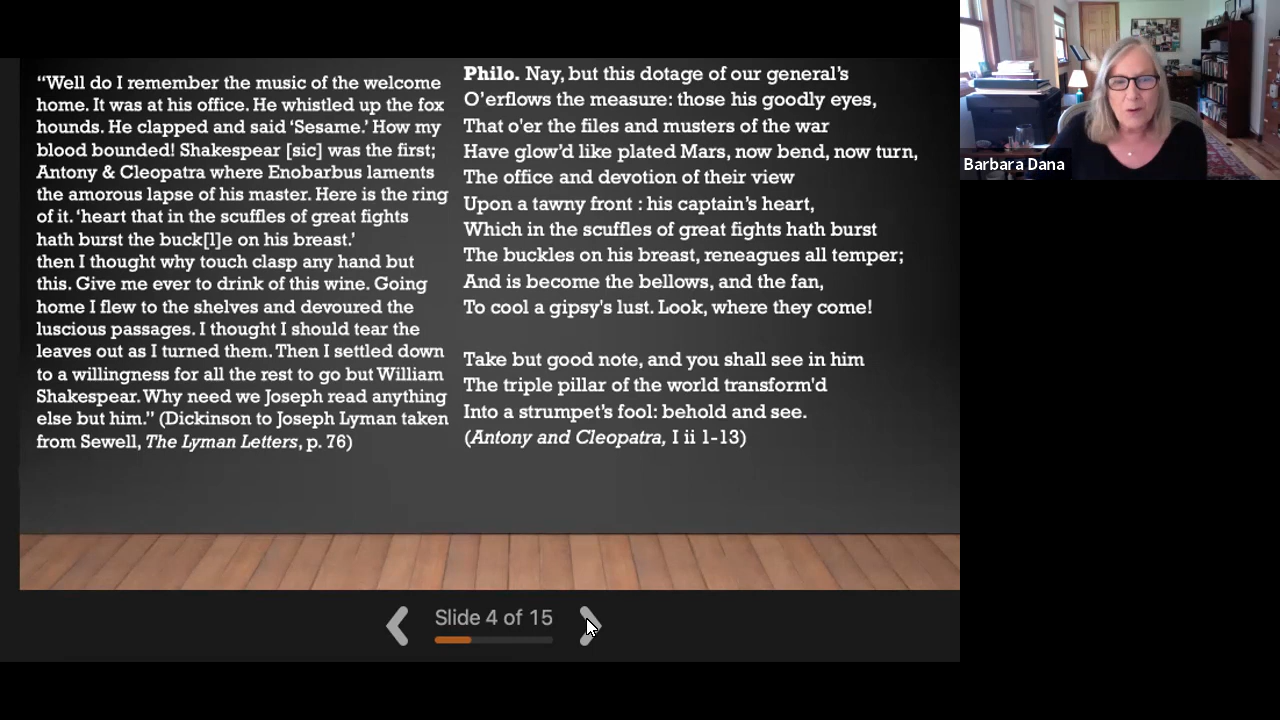 “Well do I remember the music of the welcome
home. It was at his office. He whistled up the fox
hounds. He clapped and said ‘Sesame.’ How my
blood bounded! Shakespear [sic] was the first;
Antony & Cleopatra where Enobarbus laments
the amorous lapse of his master. Here is the ring
of it. ‘heart that in the scuffles of great fights
hath burst the buck[l]e on his breast.’
then I thought why touch clasp any hand but
this. Give me ever to drink of this wine. Going
home I flew to the shelves and devoured the
luscious passages. I thought I should tear the
leaves out as I turned them. Then I settled down
to a willingness for all the rest to go but William
Shakespear. Why need we Joseph read anything
else but him.” (Dickinson to Joseph Lyman taken
from Sewell, The Lyman Letters, p. 76)
Philo. Nay, but this dotage of our general’s
O’erflows the measure: those his goodly eyes,
That o'er the files and musters of the war
Have glow’d like plated Mars, now bend, now turn,
The office and devotion of their view
Upon a tawny front : his captain’s heart,
Which in the scuffles of great fights hath burst
The buckles on his breast, reneagues all temper;
And is become the bellows, and the fan,
To cool a gipsy's lust. Look, where they come!
Take but good note, and you shall see in him
The triple pillar of the world transform'd
Into a strumpet’s fool: behold and see.
(Antony and Cleopatra, I ii 1-13)
Slide 4 of 15
Barbara Dana